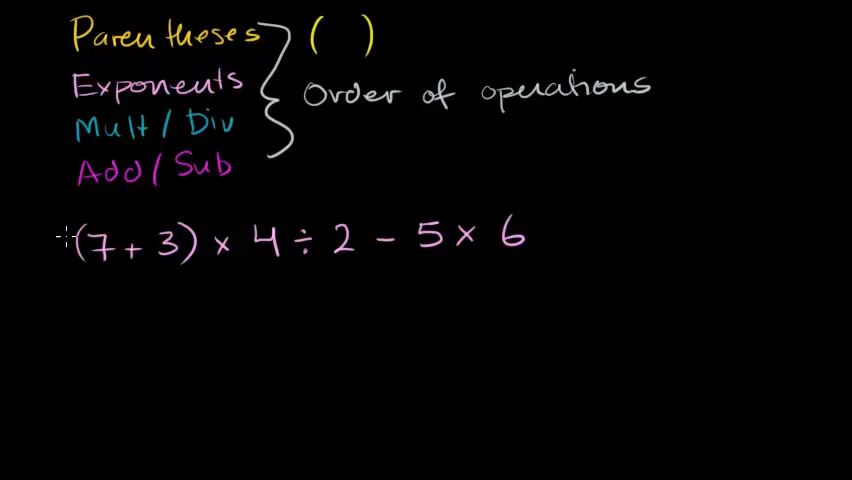 Parentheses ( )
Exponents Order of operations
Mult / Div
Add / Sub
(7 + 3) × 4 ÷ 2 − 5 × 6